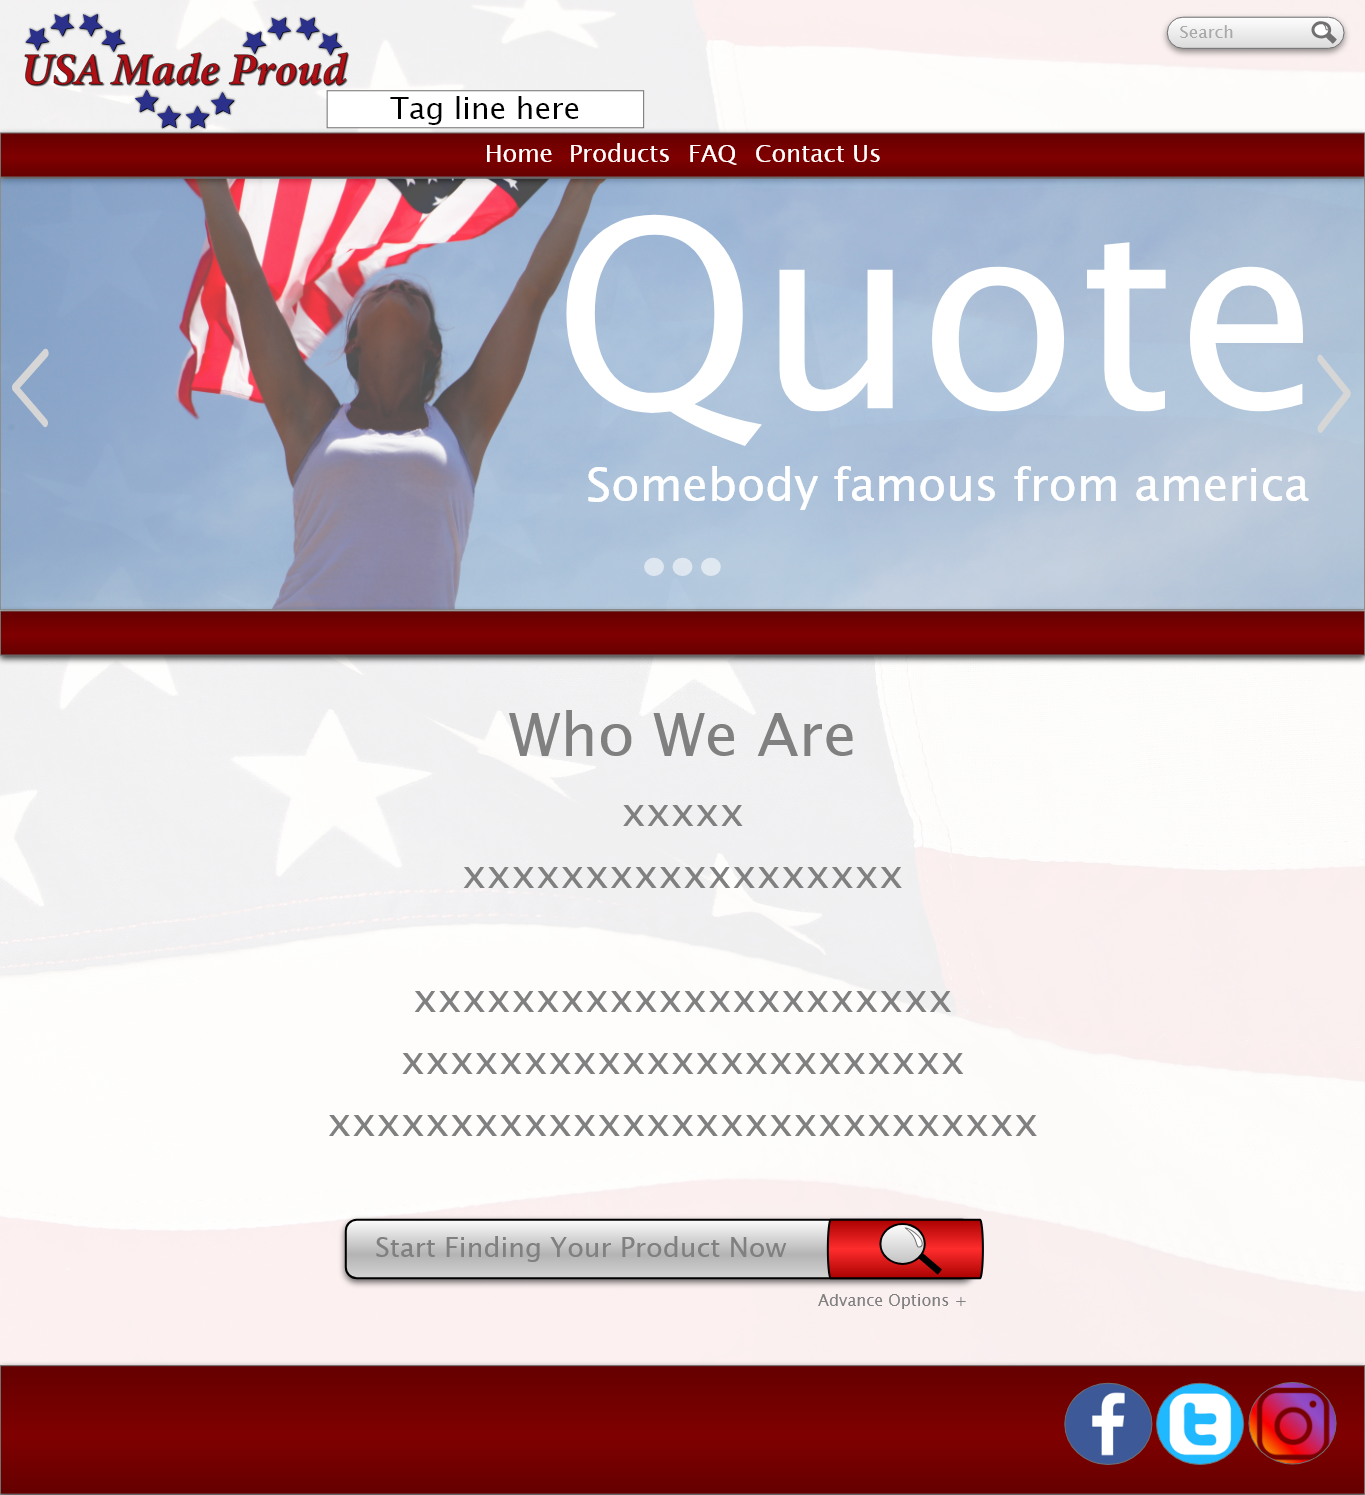 USA Made Proud
Search
Tag line here
Home Products FAQ Contact Us
Quote
Somebody famous from america
Who We Are
xxxxx
xxxxxxxxxxxxxxxxxx
xxxxxxxxxxxxxxxxxxxxxx
xxxxxxxxxxxxxxxxxxxxxxx
xxxxxxxxxxxxxxxxxxxxxxxxxxxxx
Start Finding Your Product Now
Advance Options +